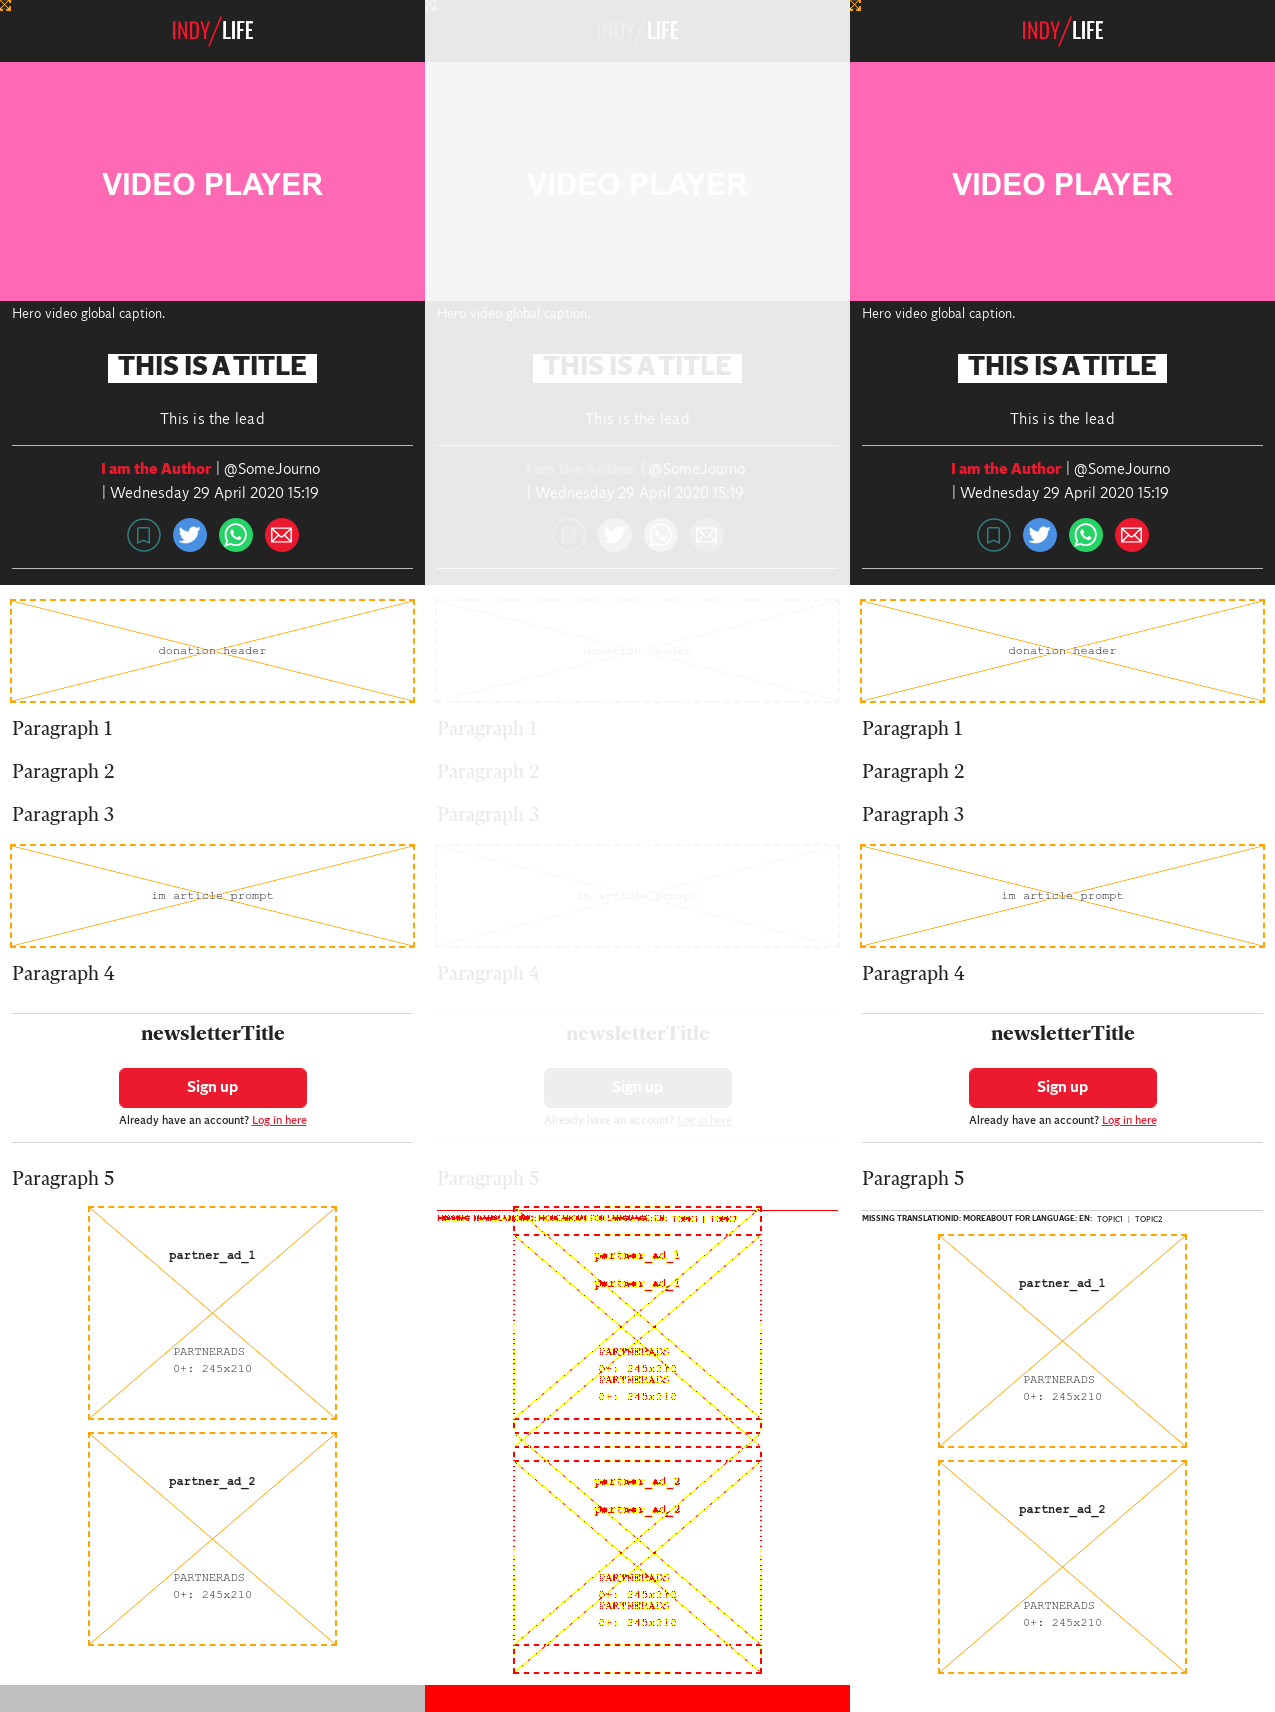 INDY/LIFE
VIDEO PLAYER
Hero video global caption.
THIS IS A TITLE
This is the lead
I am the Author | @SomeJourno
| Wednesday 29 April 2020 15:19
donation header
Paragraph 1
Paragraph 2
Paragraph 3
im article prompt
Paragraph 4
newsletterTitle
Sign up
Already have an account? Log in here
Paragraph 5
partner_ad_1
PARTNERADS
0+: 245x210
partner_ad_2
PARTNERADS
0+: 245x210
INDY/LIFE
VIDEO PLAYER
Hero video global caption.
THIS IS A TITLE
This is the lead
I am the Author | @SomeJourno
| Wednesday 29 April 2020 15:19
donation header
Paragraph 1
Paragraph 2
Paragraph 3
im article prompt
Paragraph 4
newsletterTitle
Sign up
Already have an account? Log in here
Paragraph 5
partner_ad_1
partner_ad_1
PARTNERADS
0+: 245x210
PARTNERADS
0+: 245x210
partner_ad_2
partner_ad_2
PARTNERADS
0+: 245x210
PARTNERADS
0+: 245x210
INDY/LIFE
VIDEO PLAYER
Hero video global caption.
THIS IS A TITLE
This is the lead
I am the Author | @SomeJourno
| Wednesday 29 April 2020 15:19
donation header
Paragraph 1
Paragraph 2
Paragraph 3
im article prompt
Paragraph 4
newsletterTitle
Sign up
Already have an account? Log in here
Paragraph 5
MISSING TRANSLATIONID: MOREABOUT FOR LANGUAGE: EN: TOPIC1 | TOPIC2
partner_ad_1
PARTNERADS
0+: 245x210
partner_ad_2
PARTNERADS
0+: 245x210